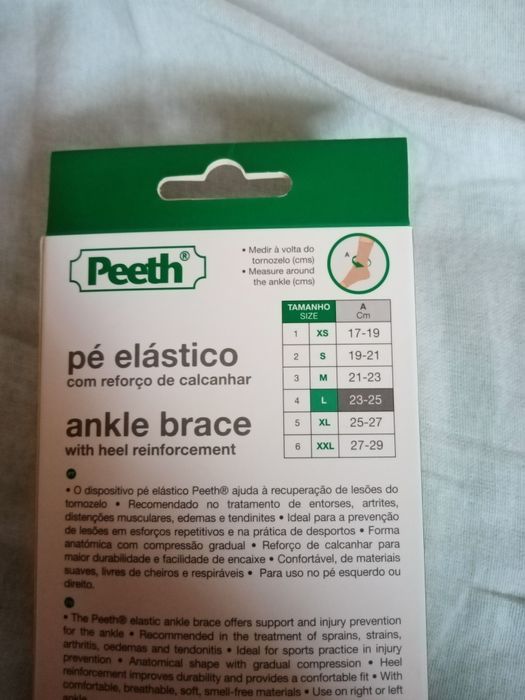 Peeth®
• Medir à volta do
tornozelo (cms)
• Measure around
the ankle (cms)
A
TAMANHO
SIZE
A
Cm
1 XS 17-19
2 S 19-21
3 M 21-23
4 L 23-25
5 XL 25-27
6 XXL 27-29
pé elástico
com reforço de calcanhar
ankle brace
with heel reinforcement
• O dispositivo pé elástico Peeth® ajuda à recuperação de lesões do
tornozelo • Recomendado no tratamento de entorses, artrites,
distenções musculares, edemas e tendinites • Ideal para a prevenção
de lesões em esforços repetitivos e na prática de desportos • Forma
anatómica com compressão gradual • Reforço de calcanhar para
maior durabilidade e facilidade de encaixe • Confortável, de materiais
suaves, livres de cheiros e respiráveis • Para uso no pé esquerdo ou
direito.
• The Peeth® elastic ankle brace offers support and injury prevention
for the ankle • Recommended in the treatment of sprains, strains,
arthritis, oedemas and tendonitis • Ideal for sports practice in injury
prevention • Anatomical shape with gradual compression • Heel
reinforcement improves durability and provides a confortable fit • With
comfortable, breathable, soft, smell-free materials • Use on right or left
ankle